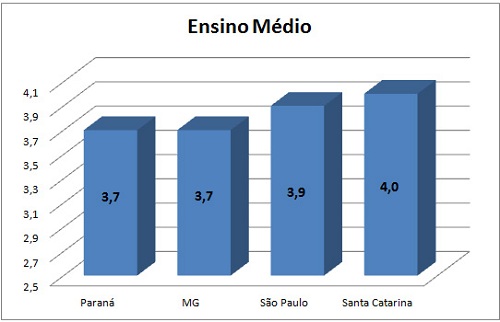 Ensino Médio
4,1
3,9
3,7
3,5
3,3
3,1
2,9
2,7
2,5
3,7
3,7
3,9
4,0
Paraná
MG
São Paulo
Santa Catarina